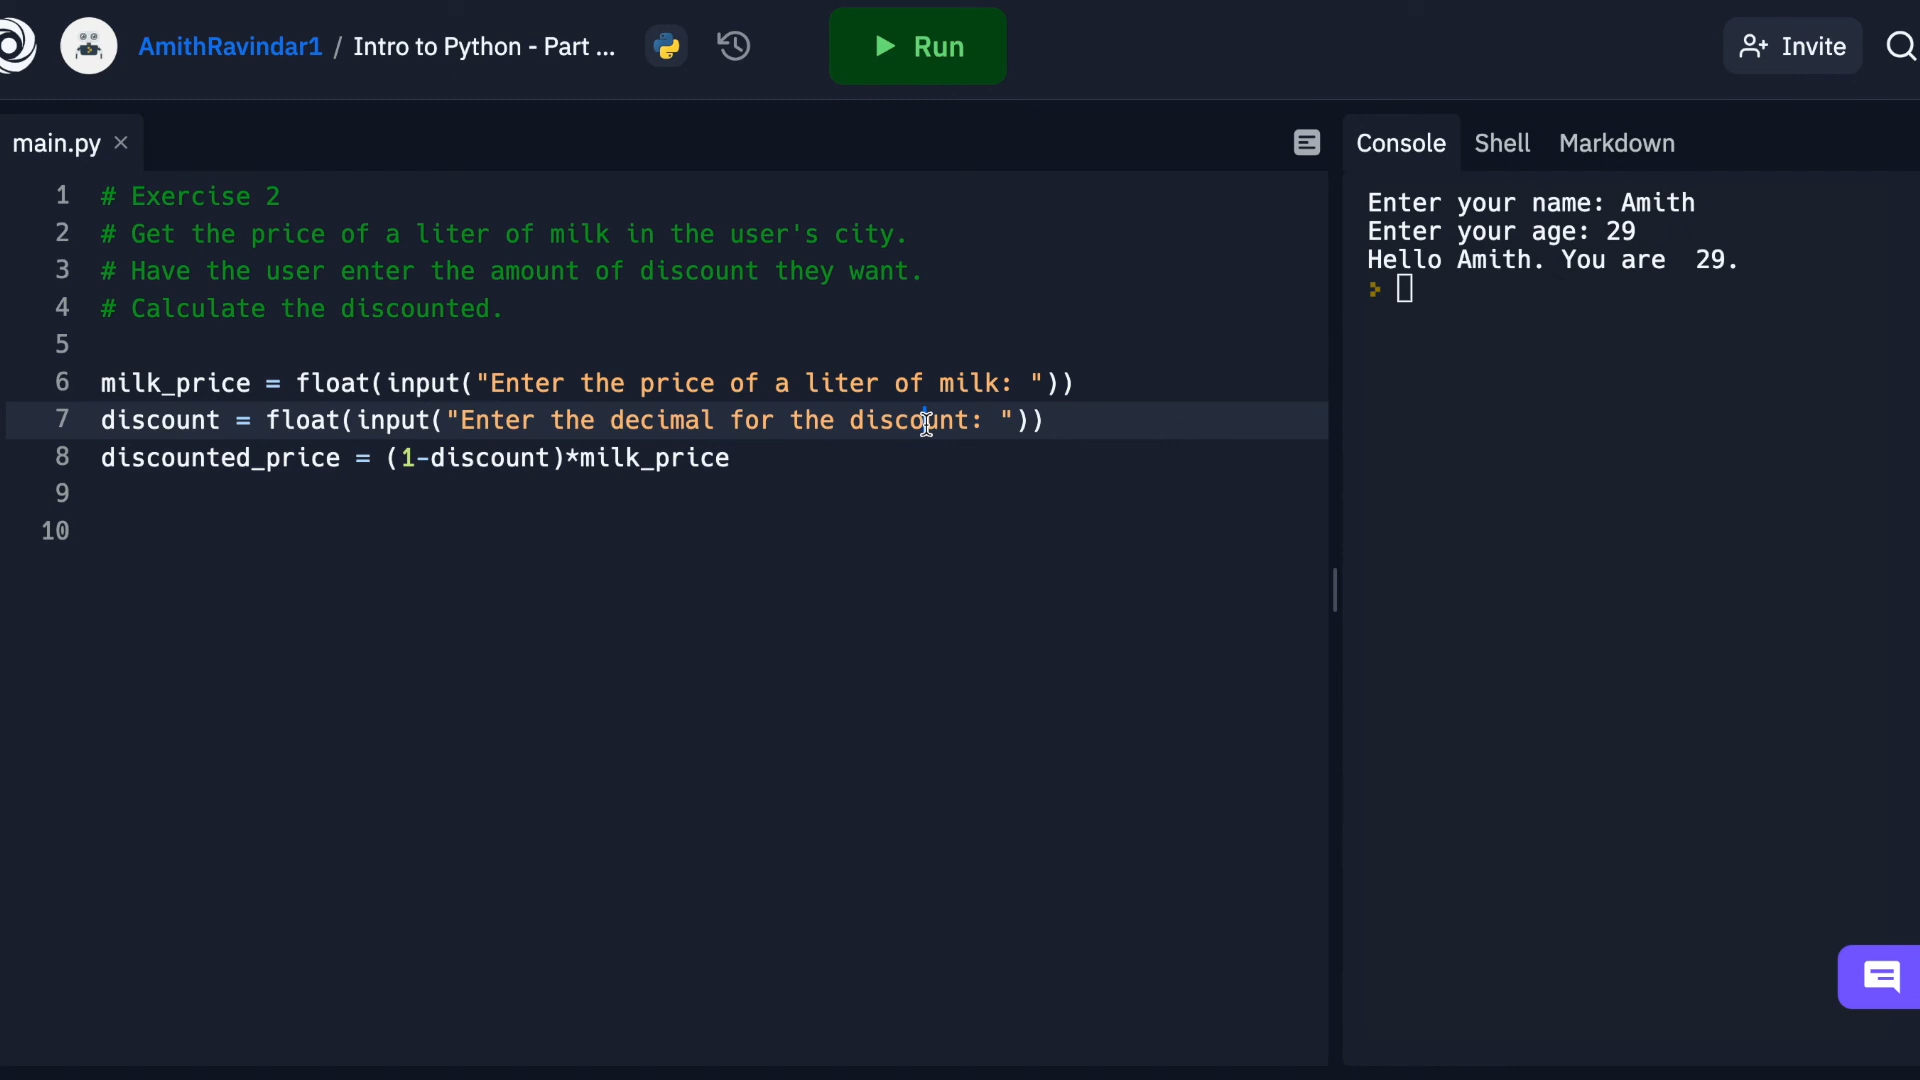 AmithRavindar1 / Intro to Python - Part ...
Run
Invite
main.py
Console Shell Markdown
1 # Exercise 2
2 # Get the price of a liter of milk in the user's city.
3 # Have the user enter the amount of discount they want.
4 # Calculate the discounted.
5
6 milk_price = float(input("Enter the price of a liter of milk: "))
7 discount = float(input("Enter the decimal for the discount: "))
8 discounted_price = (1-discount)*milk_price
9
10
Enter your name: Amith
Enter your age: 29
Hello Amith. You are  29.